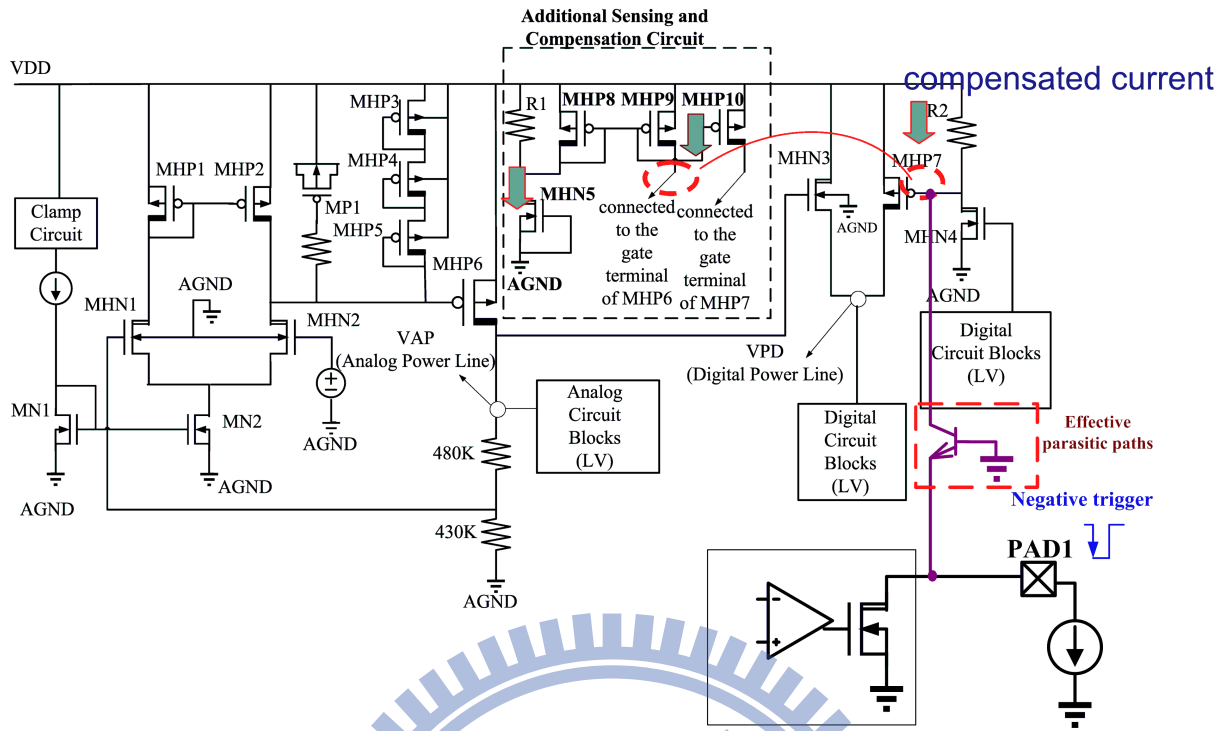 Additional Sensing and
Compensation Circuit
VDD
compensated current
MHP3
R1
MHP8
MHP9
MHP10
R2
MHP1
MHP2
MHP4
MHN3
MHP7
MP1
MHN5
Clamp
Circuit
MHP5
connected
to the
gate
terminal
of MHP6
connected
to the
gate
terminal
of MHP7
AGND
MHN4
MHP6
AGND
AGND
AGND
MHN1
MHN2
VAP
(Analog Power Line)
VPD
(Digital Power Line)
Digital
Circuit Blocks
(LV)
MN1
MN2
AGND
Analog
Circuit
Blocks
(LV)
Digital
Circuit
Blocks
(LV)
Effective
parasitic paths
480K
AGND
AGND
Negative trigger
430K
PAD1
AGND